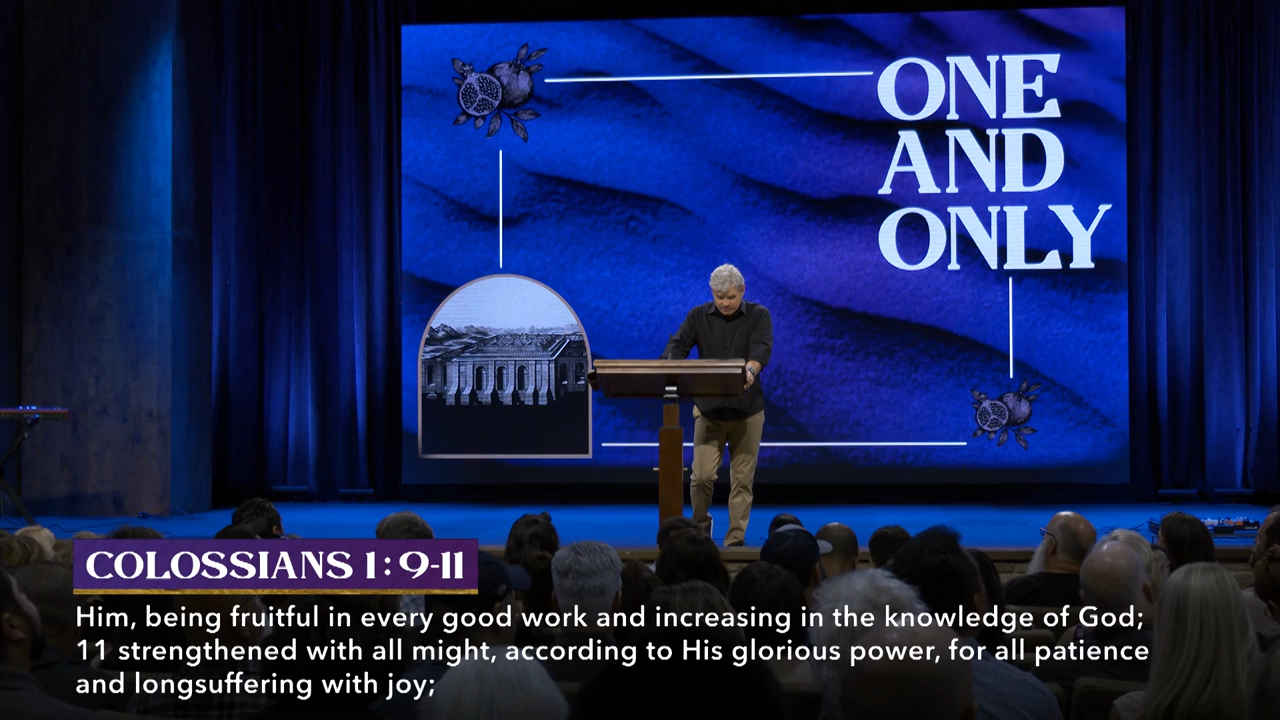 ONE
AND
ONLY
COLOSSIANS 1:9-11
Him, being fruitful in every good work and increasing in the knowledge of God;
11 strengthened with all might, according to His glorious power, for all patience
and longsuffering with joy;